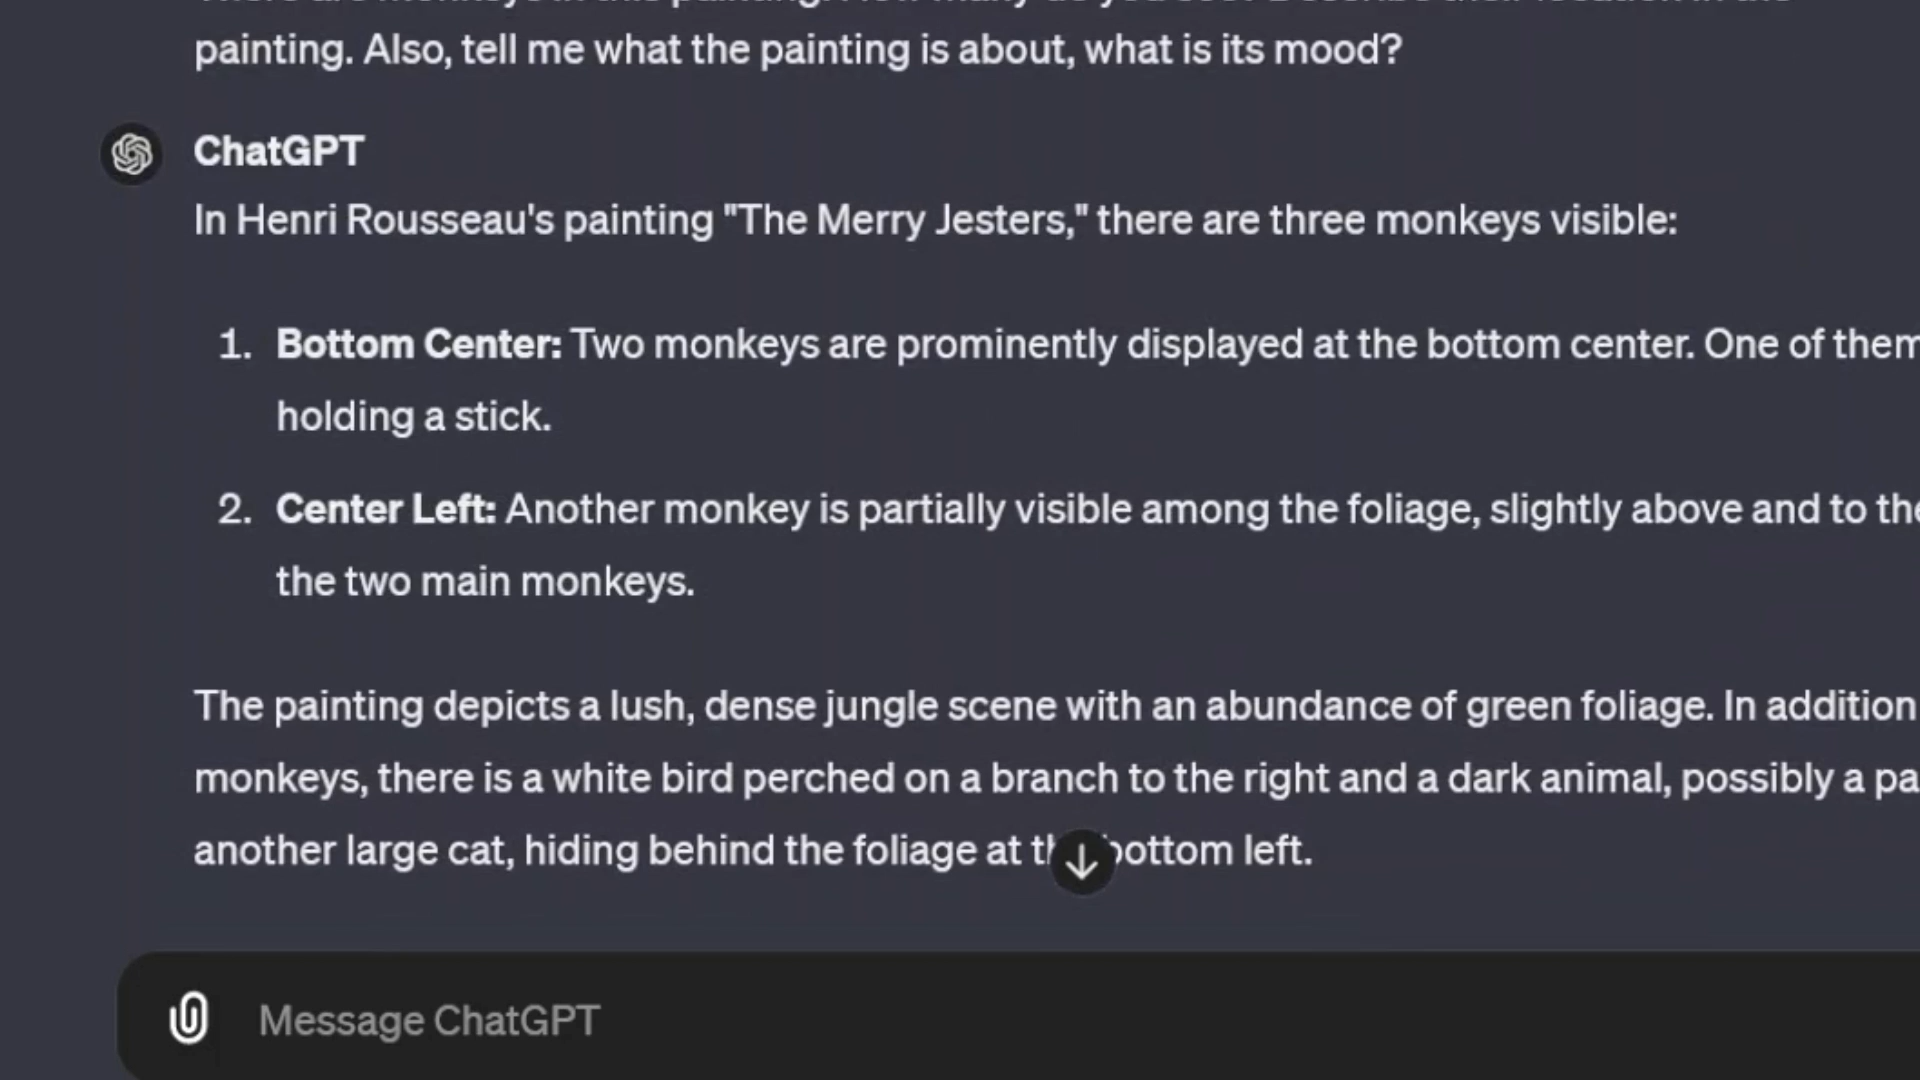 painting. Also, tell me what the painting is about, what is its mood?
ChatGPT
In Henri Rousseau's painting "The Merry Jesters," there are three monkeys visible:
1. Bottom Center: Two monkeys are prominently displayed at the bottom center. One of them
holding a stick.
2. Center Left: Another monkey is partially visible among the foliage, slightly above and to the
the two main monkeys.
The painting depicts a lush, dense jungle scene with an abundance of green foliage. In addition
monkeys, there is a white bird perched on a branch to the right and a dark animal, possibly a pa
another large cat, hiding behind the foliage at bottom left.
Message ChatGPT